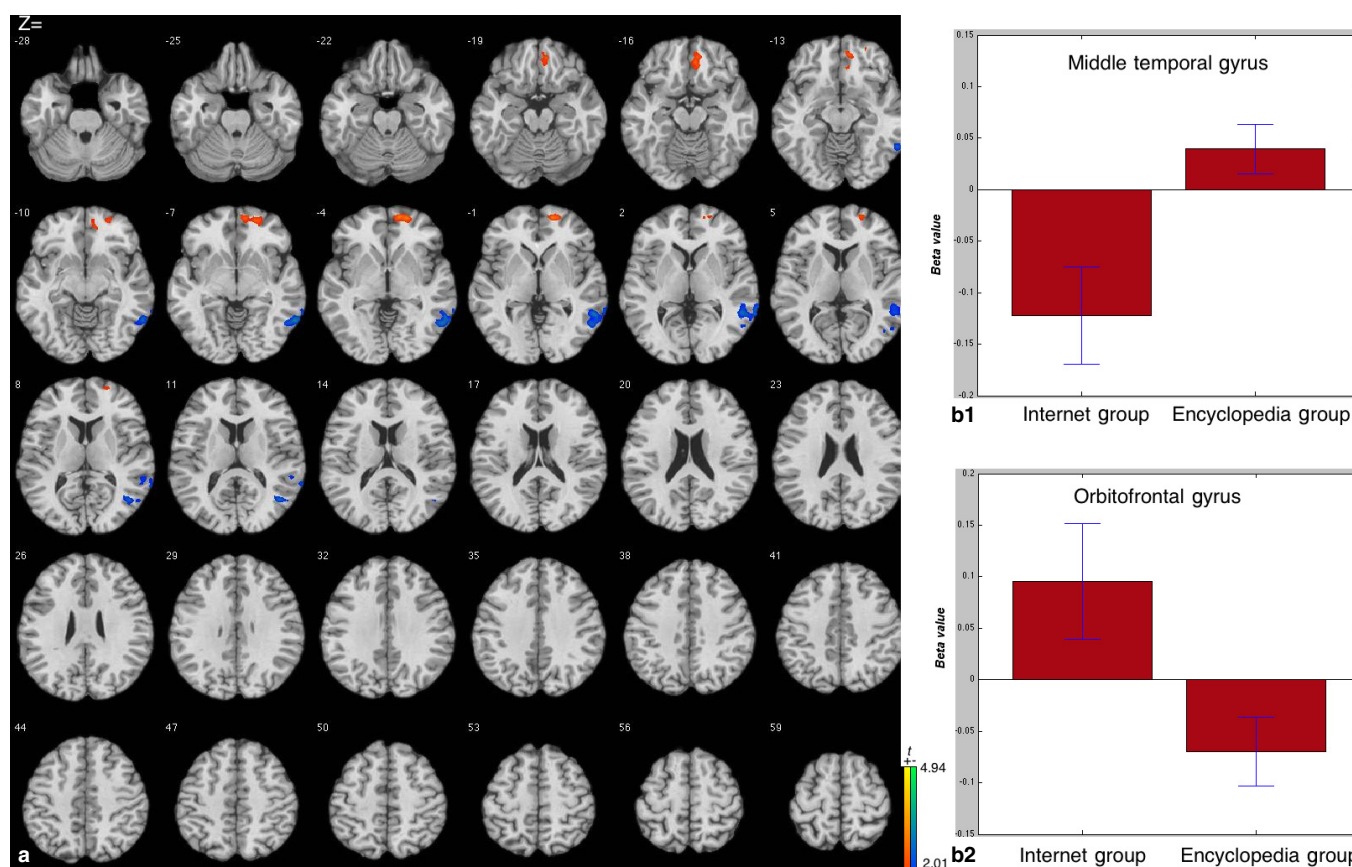 Z=
-28 -25 -22 -19 -16 -13
-10 -7 -4 -1 2 5
8 11 14 17 20 23
26 29 32 35 38 41
44 47 50 53 56 59
a
t
+-
4.94
2.01
0.15
0.1
0.05
0
-0.05
-0.1
-0.15
-0.2
Beta value
Middle temporal gyrus
b1
Internet group
Encyclopedia group
0.2
0.15
0.1
0.05
0
-0.05
-0.1
-0.15
Beta value
Orbitofrontal gyrus
b2
Internet group
Encyclopedia group